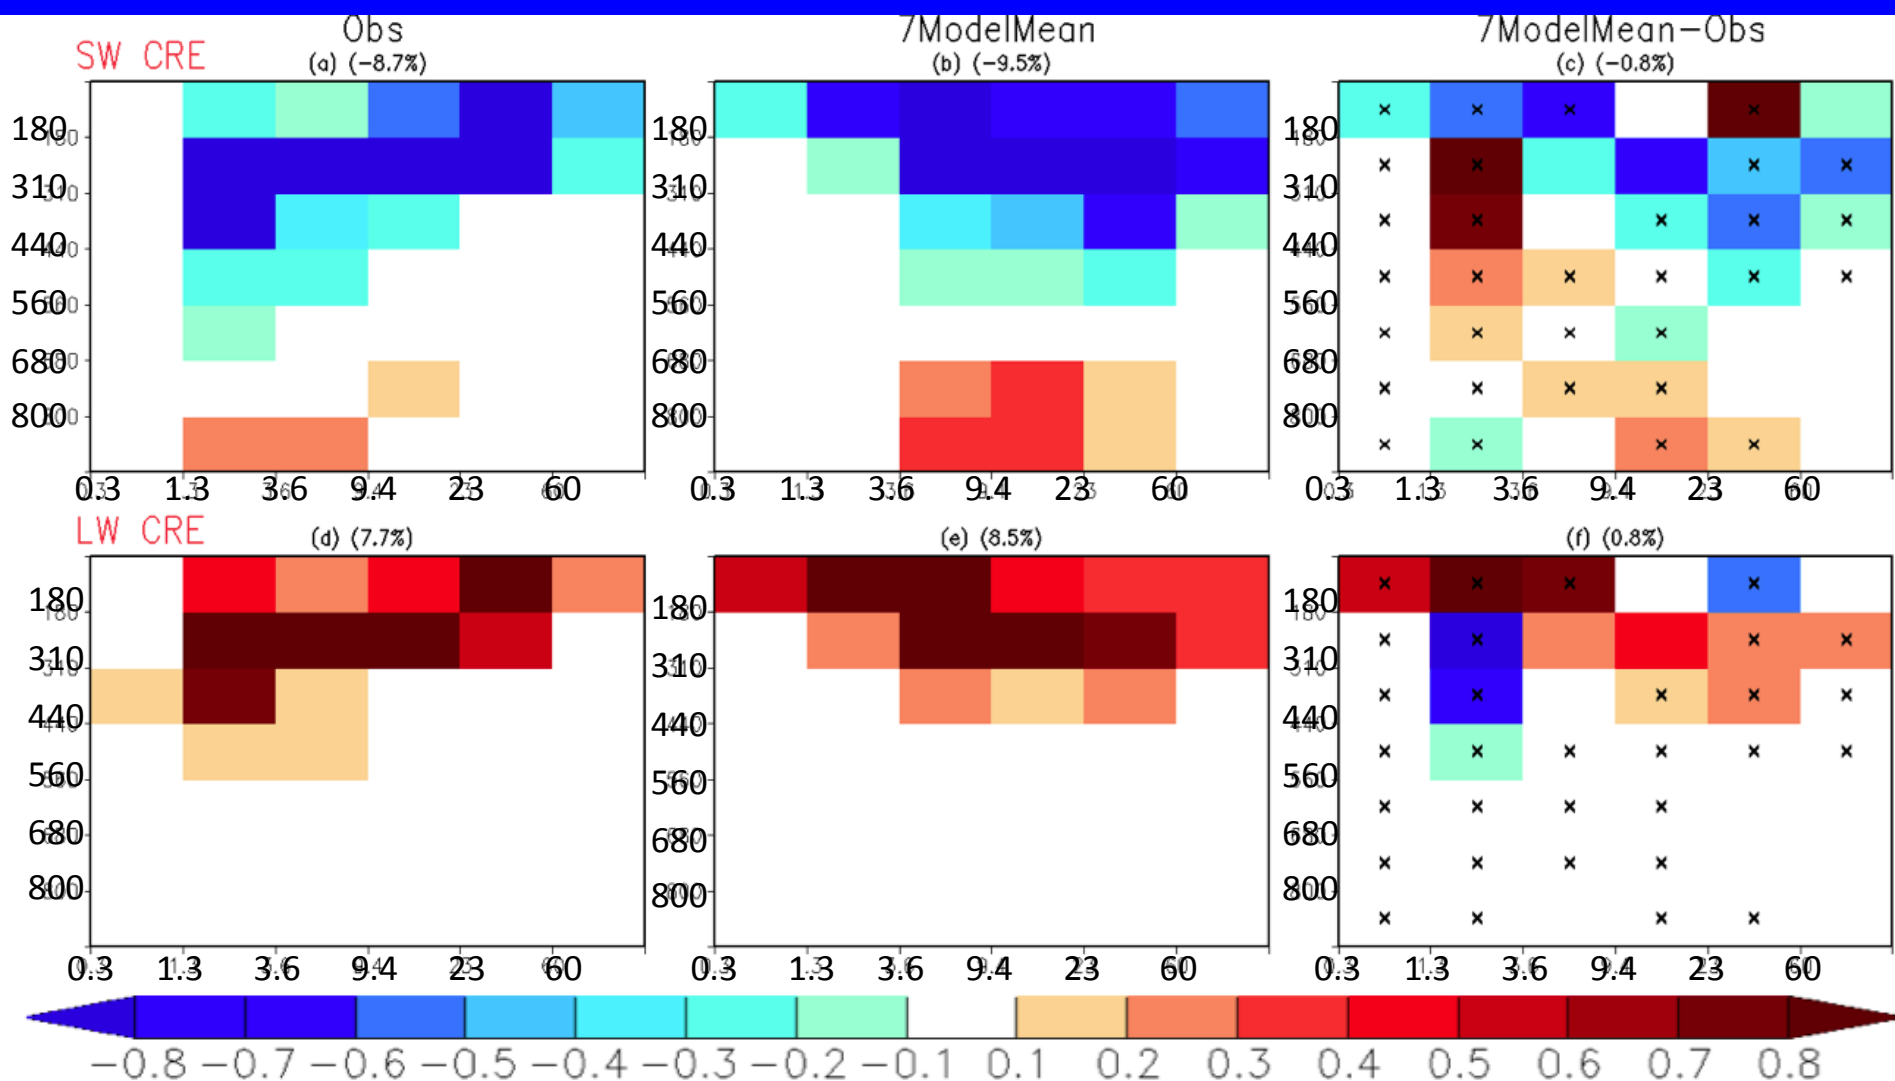 Obs 7ModelMean 7ModelMean-Obs
SW CRE
(a) (-8.7%) (b) (-9.5%) (c) (-0.8%)
180 180 180
310 310 310
440 440 440
560 560 560
680 680 680
800 800 800
0.3 1.3 3.6 9.4 23 60 0.3 1.3 3.6 9.4 23 60 0.3 1.3 3.6 9.4 23 60
LW CRE
(d) (7.7%) (e) (8.5%) (f) (0.8%)
180 180 180
310 310 310
440 440 440
560 560 560
680 680 680
800 800 800
0.3 1.3 3.6 9.4 23 60 0.3 1.3 3.6 9.4 23 60 0.3 1.3 3.6 9.4 23 60
-0.8 -0.7 -0.6 -0.5 -0.4 -0.3 -0.2 -0.1 0.1 0.2 0.3 0.4 0.5 0.6 0.7 0.8